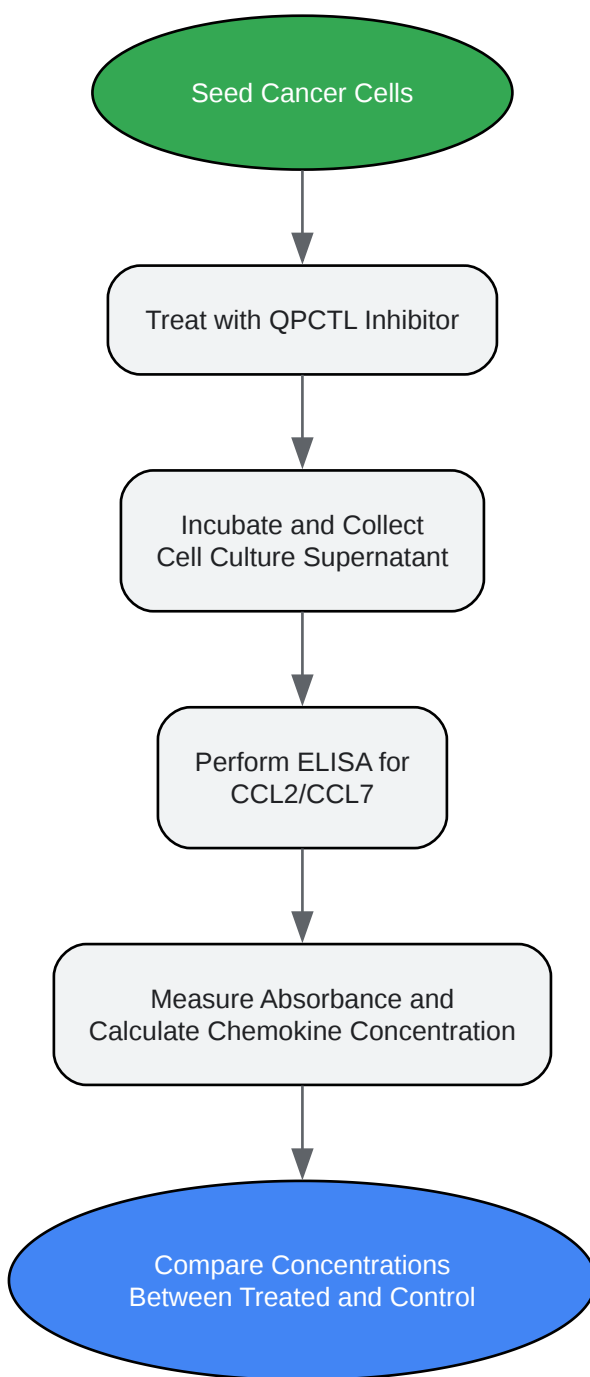 Seed Cancer Cells
Treat with QPCTL Inhibitor
Incubate and Collect
Cell Culture Supernatant
Perform ELISA for
CCL2/CCL7
Measure Absorbance and
Calculate Chemokine Concentration
Compare Concentrations
Between Treated and Control